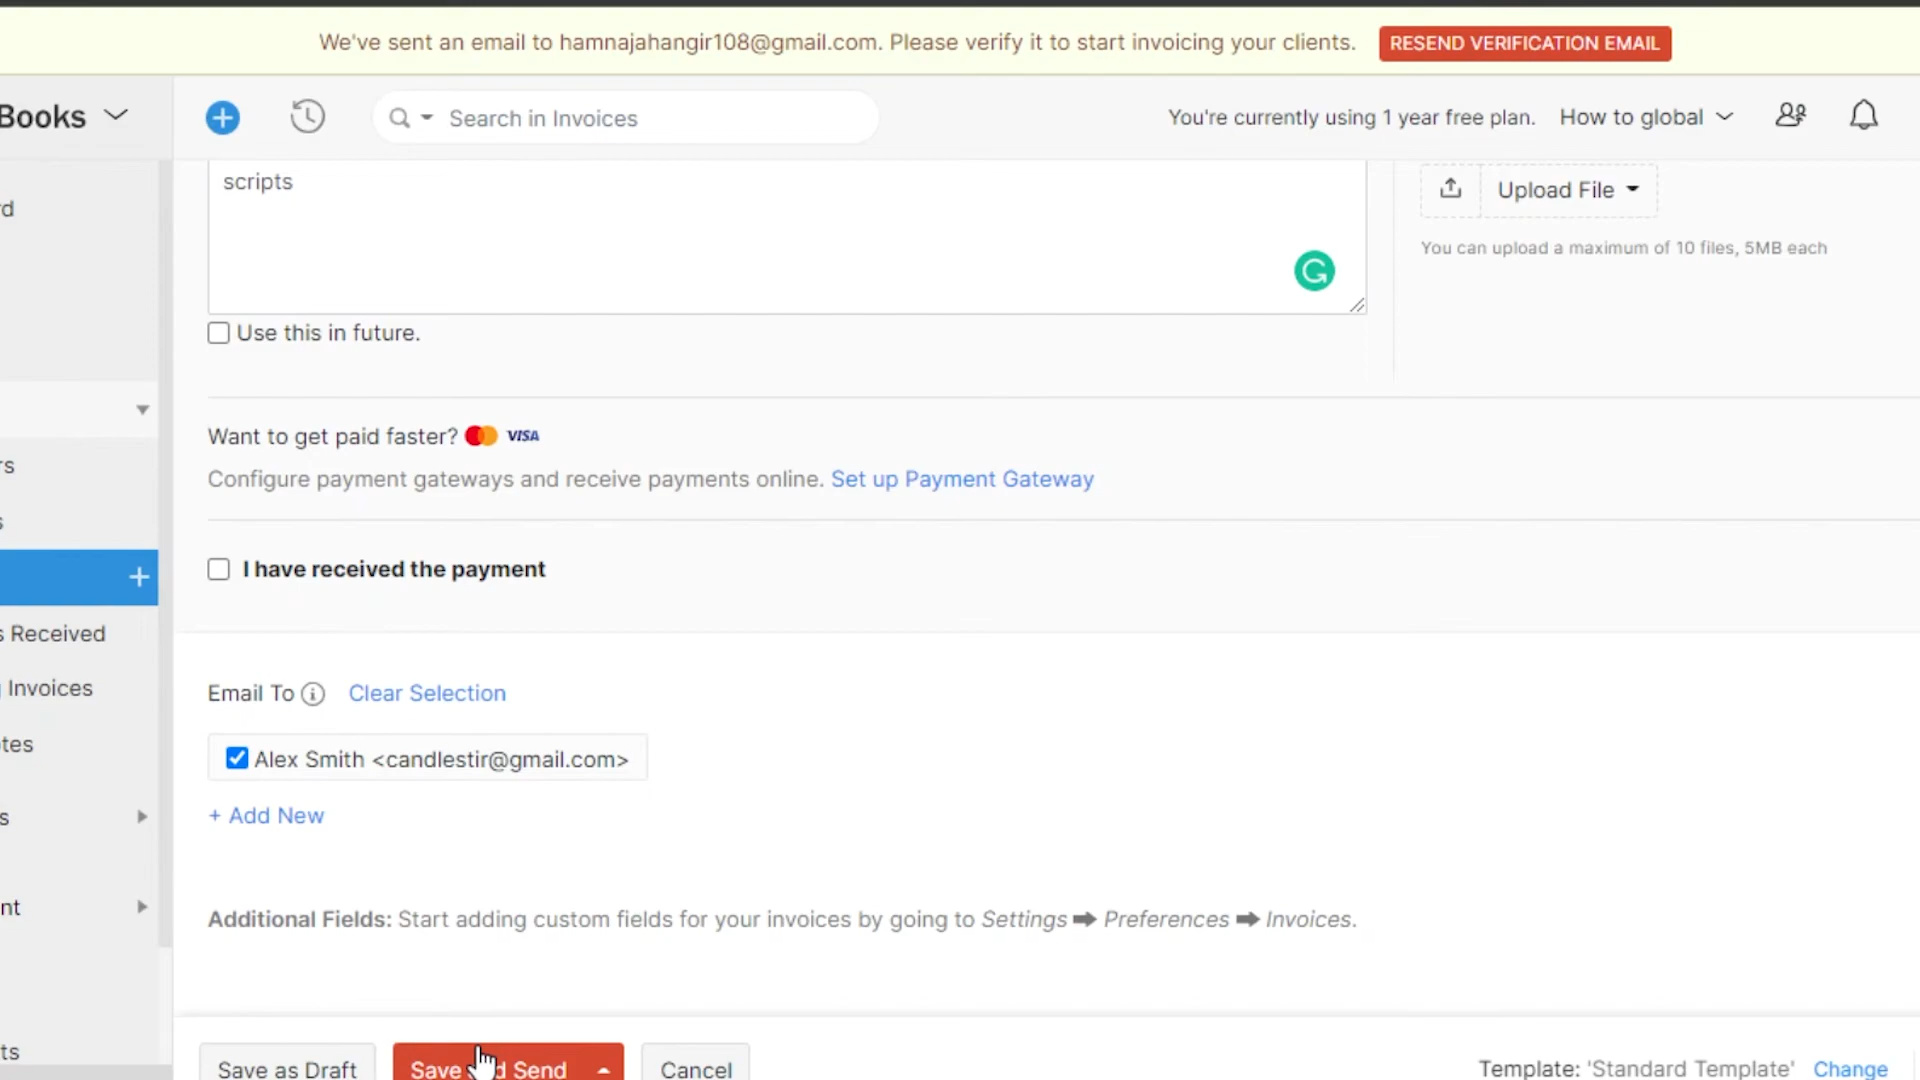 We've sent an email to hamnajahangir108@gmail.com. Please verify it to start invoicing your clients. RESEND VERIFICATION EMAIL
Books
Search in Invoices
You're currently using 1 year free plan. How to global
scripts
Upload File
You can upload a maximum of 10 files, 5MB each
Use this in future.
Want to get paid faster? VISA
Configure payment gateways and receive payments online. Set up Payment Gateway
I have received the payment
Received
Invoices
Email To Clear Selection
Alex Smith <candlestir@gmail.com>
+ Add New
Additional Fields: Start adding custom fields for your invoices by going to Settings ➡ Preferences ➡ Invoices.
Save as Draft
Save and Send
Cancel
Template: 'Standard Template' Change